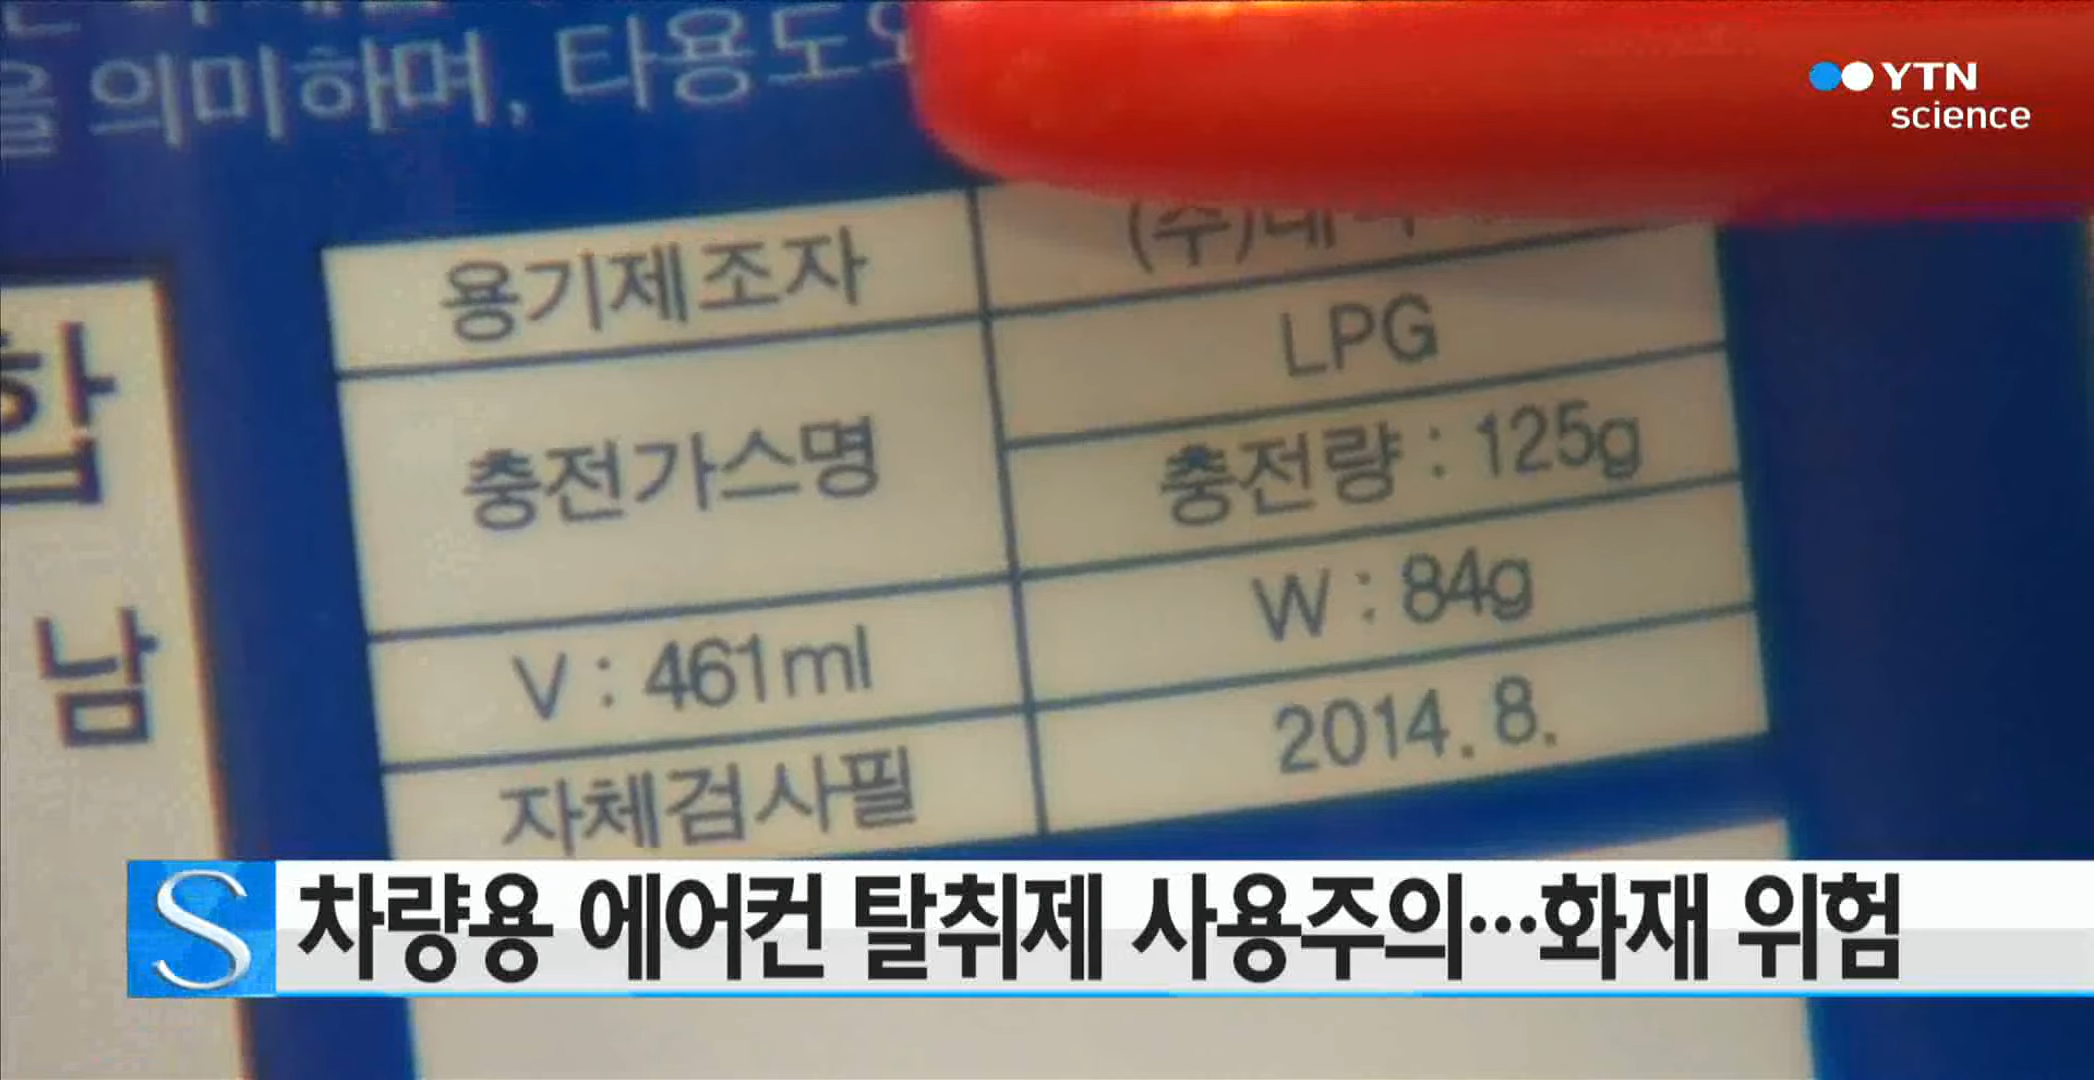 을 의미하며, 타용도
YTN
science
용기제조자
(주)대
LPG
충전가스명
충전량 : 125g
V : 461ml
W : 84g
자체검사필
2014. 8.
합
남
S 차량용 에어컨 탈취제 사용주의…화재 위험